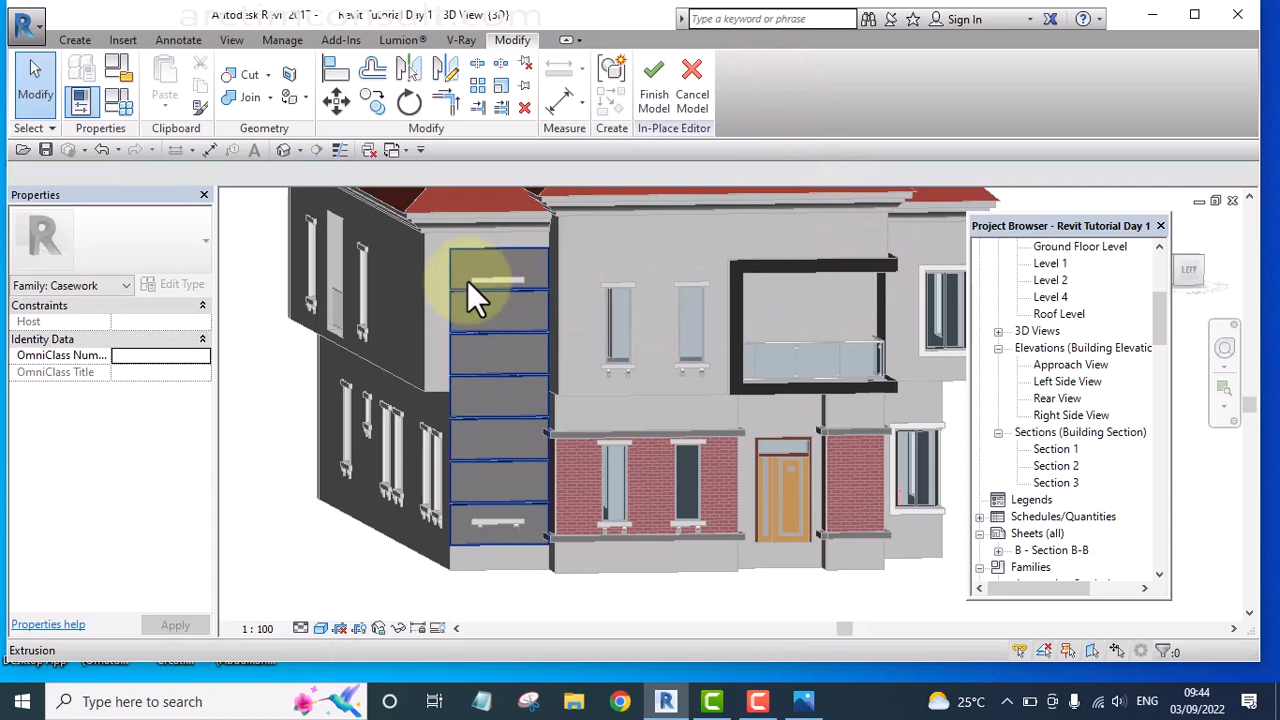 Autodesk Revit 2017 - Revit Tutorial Day 1 - 3D View: {3D}
Type a keyword or phrase
Sign In
Create Insert Annotate View Manage Add-Ins Lumion® V-Ray Modify
Modify
Paste
Cut
Join
Finish Model
Cancel Model
Select Properties Clipboard Geometry Modify Measure Create In-Place Editor
Properties
Family: Casework
Edit Type
Constraints
Host
Identity Data
OmniClass Num...
OmniClass Title
Properties help
Apply
Project Browser - Revit Tutorial Day 1
Ground Floor Level
Level 1
Level 2
Level 4
Roof Level
3D Views
Elevations (Building Elevatic
Approach View
Left Side View
Rear View
Right Side View
Sections (Building Section)
Section 1
Section 2
Section 3
Legends
Schedules/Quantities
Sheets (all)
B - Section B-B
Families
LEFT
1 : 100
Extrusion
:0
Type here to search
25°C
ENG
09:44
03/09/2022